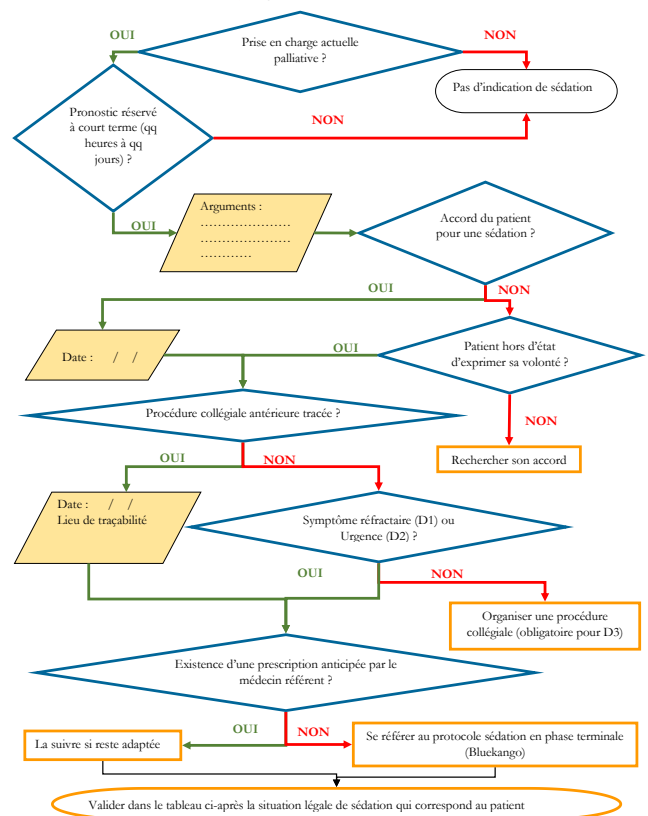 OUI
Prise en charge actuelle
palliative ?
NON
Pas d'indication de sédation
Pronostic réservé
à court terme (qq
heures à qq
jours) ?
NON
OUI
Arguments :
…………………
…………………
…………
Accord du patient
pour une sédation ?
OUI
NON
Date :    /   /
OUI
Patient hors d'état
d'exprimer sa volonté ?
NON
Procédure collégiale antérieure tracée ?
Rechercher son accord
OUI
NON
Date :    /   /
Lieu de traçabilité
Symptôme réfractaire (D1) ou
Urgence (D2) ?
OUI
NON
Organiser une procédure
collégiale (obligatoire pour D3)
Existence d'une prescription anticipée par le
médecin référent ?
OUI
NON
La suivre si reste adaptée
Se référer au protocole sédation en phase terminale
(Bluekango)
Valider dans le tableau ci-après la situation légale de sédation qui correspond au patient